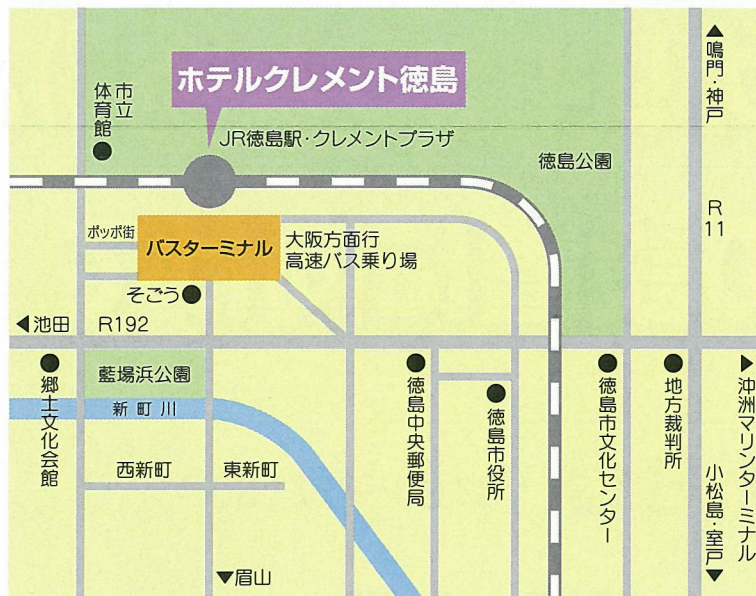 ホテルクレメント徳島
市立
体育館
JR徳島駅・クレメントプラザ
徳島公園
▲鳴門・神戸
R
11
ポッポ街
バスターミナル
大阪方面行
高速バス乗り場
そごう
◀池田 R192
郷土文化会館
藍場浜公園
新町川
西新町
東新町
▼眉山
徳島中央郵便局
徳島市役所
徳島市文化センター
地方裁判所
▶沖洲マリンターミナル
小松島・室戸▼